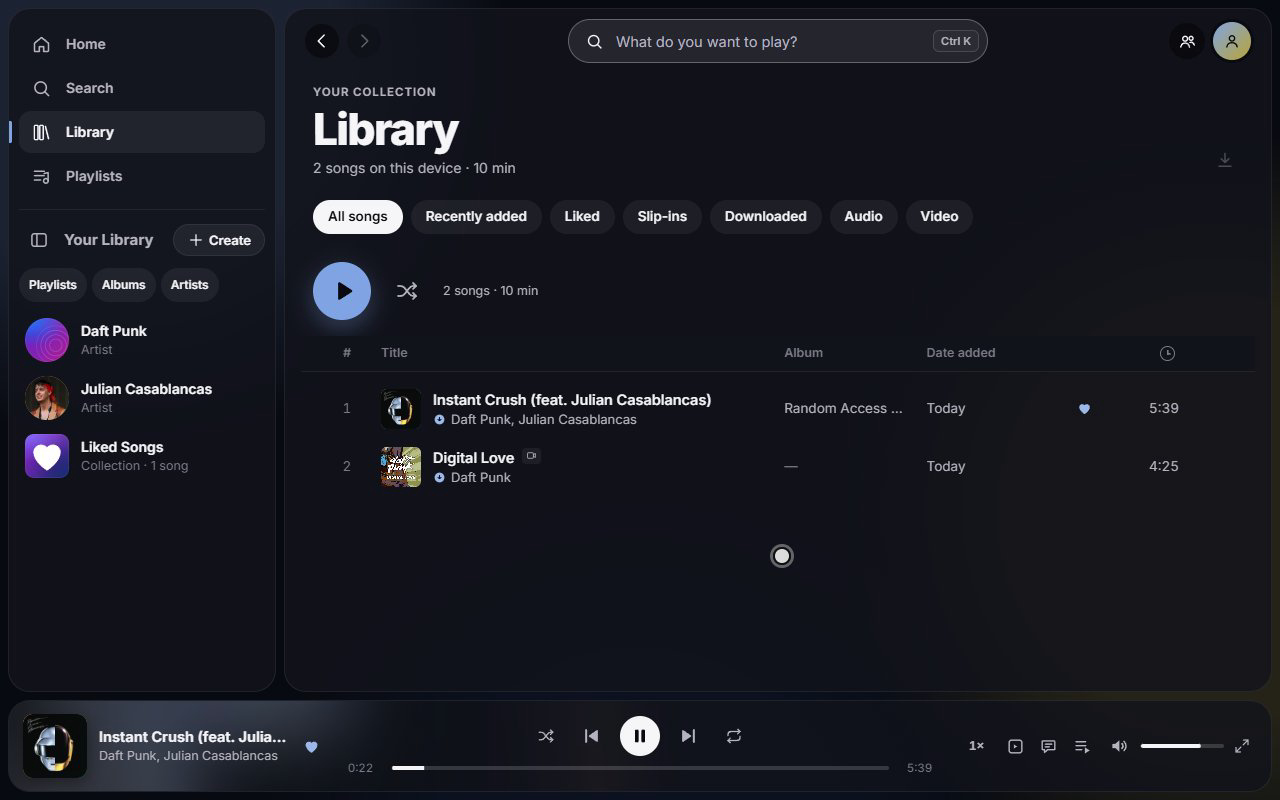 Home
Search
Library
Playlists
Your Library
Create
Playlists
Albums
Artists
Daft Punk
Artist
Julian Casablancas
Artist
Liked Songs
Collection · 1 song
What do you want to play?
Ctrl K
YOUR COLLECTION
Library
2 songs on this device · 10 min
All songs
Recently added
Liked
Slip-ins
Downloaded
Audio
Video
2 songs · 10 min
# Title Album Date added
1 Instant Crush (feat. Julian Casablancas) Random Access ... Today 5:39
Daft Punk, Julian Casablancas
2 Digital Love — Today 4:25
Daft Punk
Instant Crush (feat. Julia...
Daft Punk, Julian Casablancas
0:22
5:39
1×